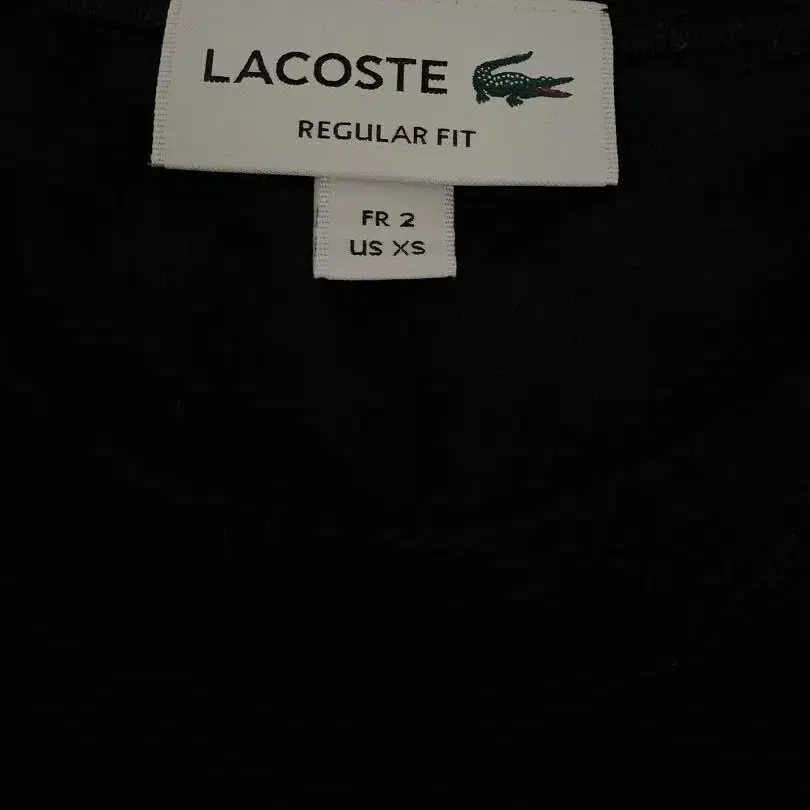 LACOSTE
REGULAR FIT
FR 2
US XS